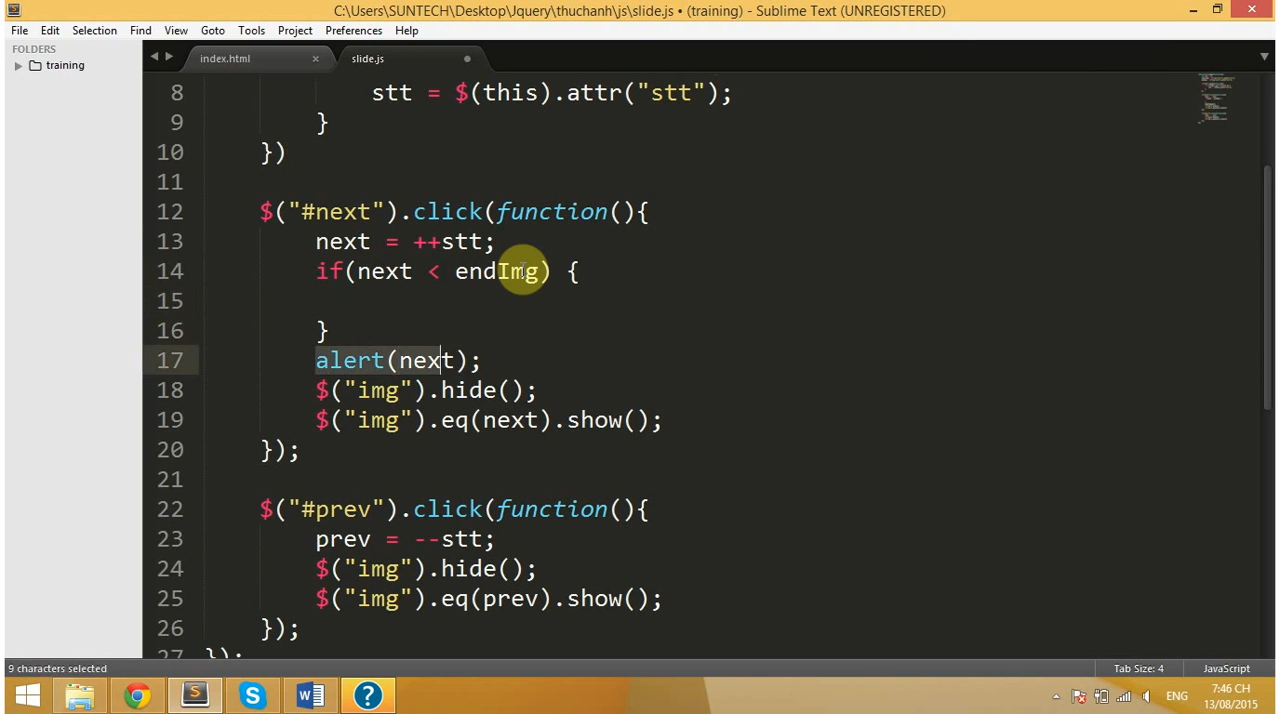 C:\Users\SUNTECH\Desktop\Jquery\thuchanh\js\slide.js • (training) - Sublime Text (UNREGISTERED)
File Edit Selection Find View Goto Tools Project Preferences Help
FOLDERS
training
index.html
slide.js
8 stt = $(this).attr("stt");
9 }
10 })
11
12 $("#next").click(function(){
13 next = ++stt;
14 if(next < endImg) {
15
16 }
17 alert(next);
18 $("img").hide();
19 $("img").eq(next).show();
20 });
21
22 $("#prev").click(function(){
23 prev = --stt;
24 $("img").hide();
25 $("img").eq(prev).show();
26 });
27 });
9 characters selected
Tab Size: 4
JavaScript
ENG
7:46 CH
13/08/2015